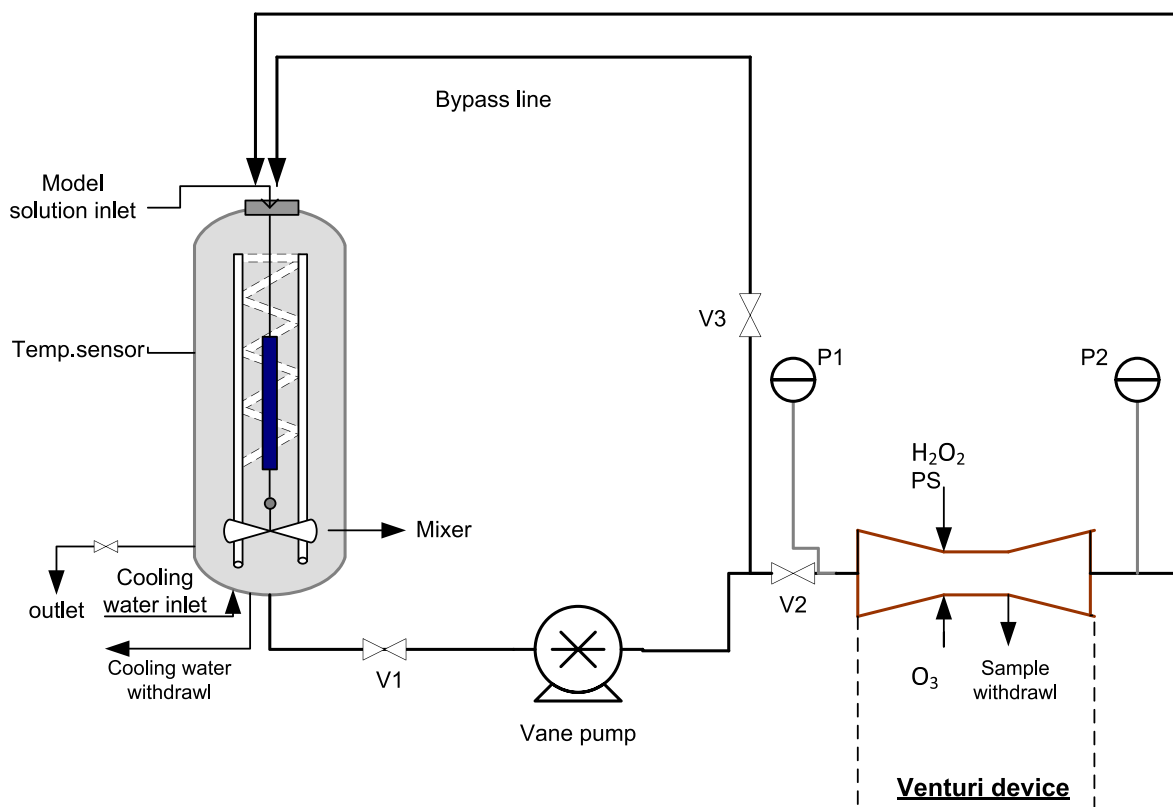 Bypass line
Model
solution inlet
V3
Temp.sensor
P1
P2
H₂O₂
PS
Mixer
outlet
Cooling
water inlet
V2
Cooling water
withdrawl
V1
O₃
Sample
withdrawl
Vane pump
Venturi device